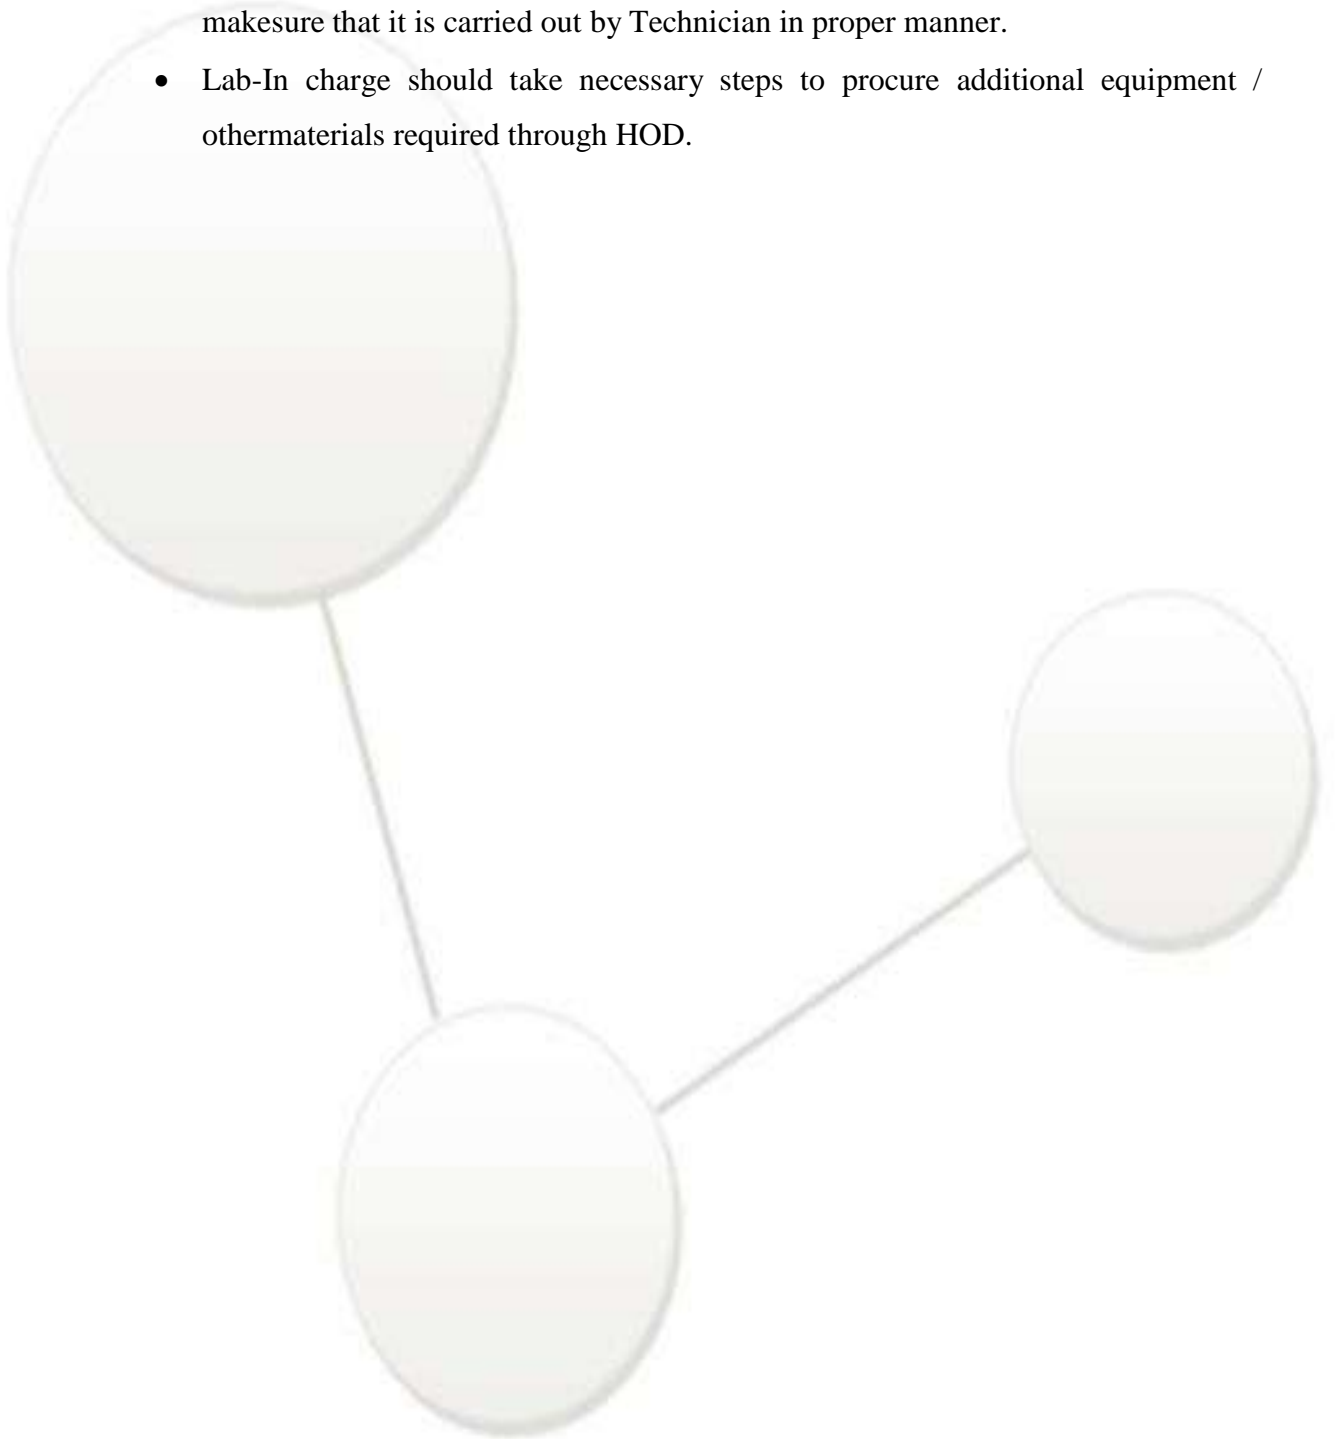 makesure that it is carried out by Technician in proper manner.
• Lab-In charge should take necessary steps to procure additional equipment /
othermaterials required through HOD.